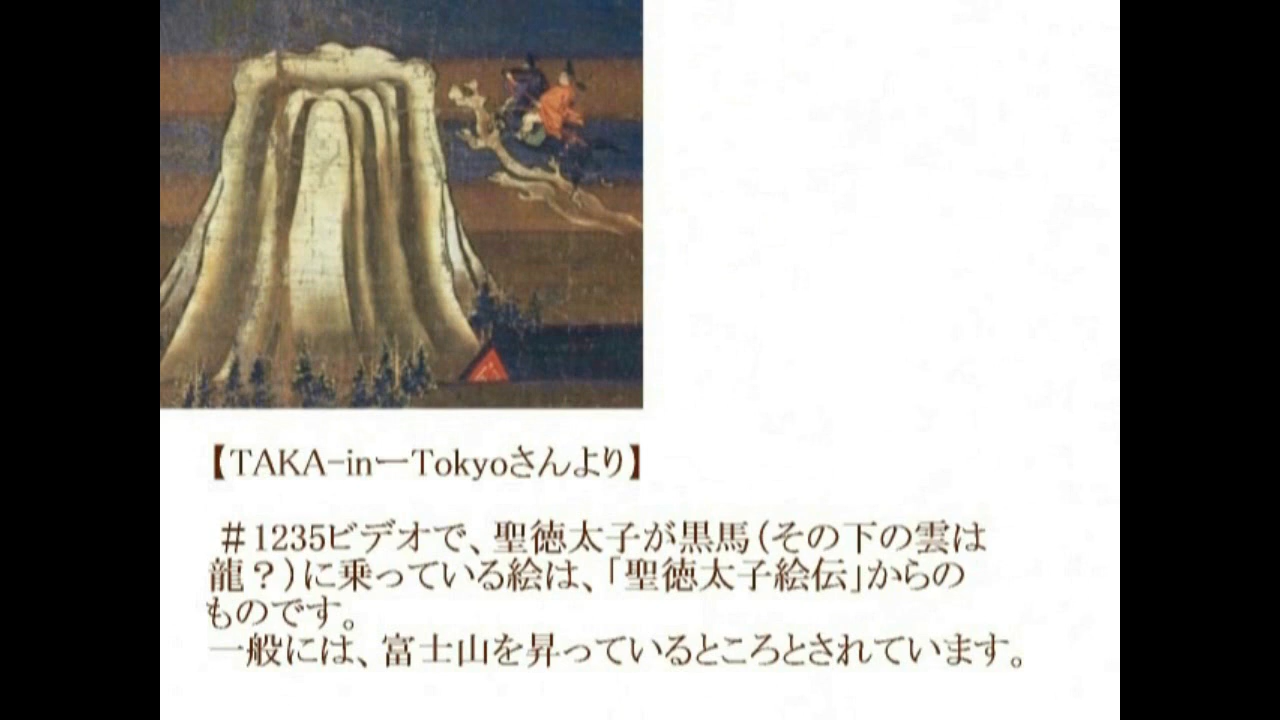 【TAKA-inーTokyoさんより】
＃1235ビデオで、聖徳太子が黒馬（その下の雲は
龍？）に乗っている絵は、「聖徳太子絵伝」からの
ものです。
一般には、富士山を昇っているところとされています。